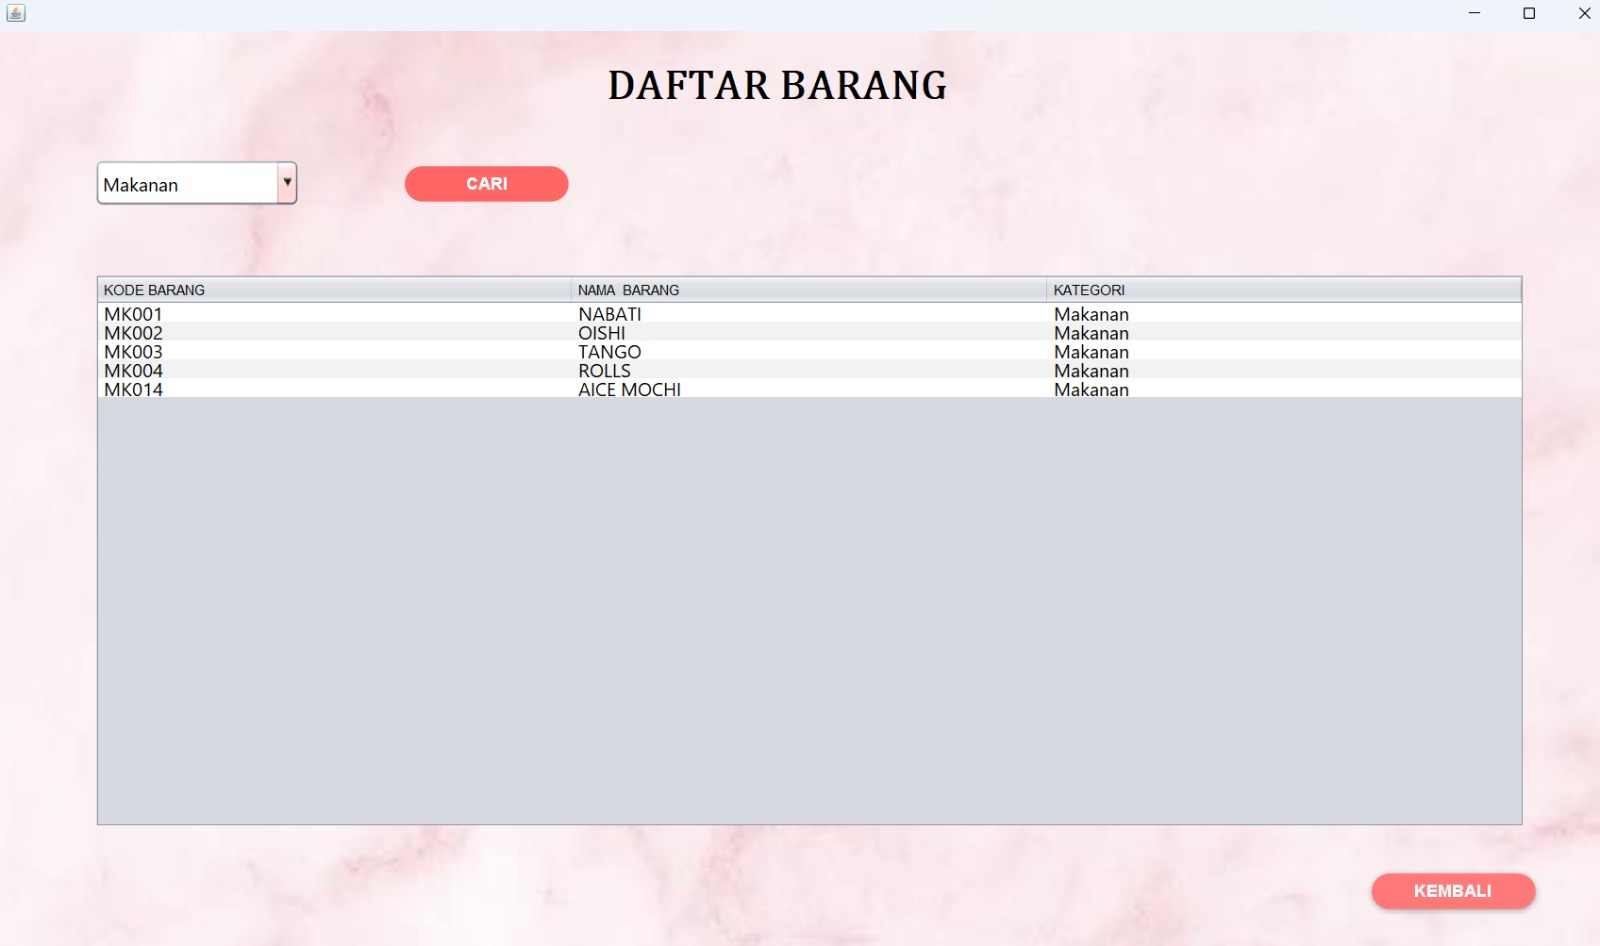 DAFTAR BARANG
Makanan
CARI
KODE BARANG NAMA BARANG KATEGORI
MK001 NABATI Makanan
MK002 OISHI Makanan
MK003 TANGO Makanan
MK004 ROLLS Makanan
MK014 AICE MOCHI Makanan
KEMBALI